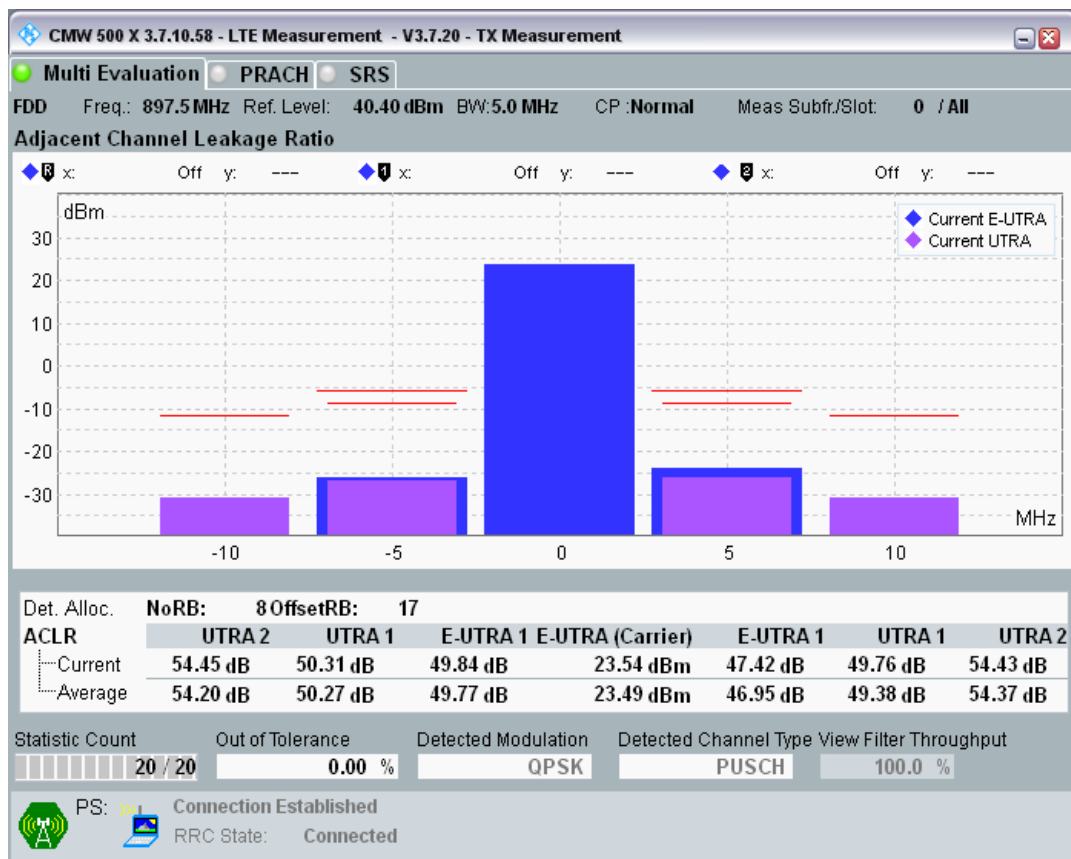 CMW 500 X 3.7.10.58 - LTE Measurement - V3.7.20 - TX Measurement
Multi Evaluation PRACH SRS
FDD Freq.: 897.5 MHz Ref. Level: 40.40 dBm BW:5.0 MHz CP :Normal Meas Subfr./Slot: 0 / All
Adjacent Channel Leakage Ratio
R x: Off y: --- 1 x: Off y: --- 2 x: Off y: ---
dBm
Current E-UTRA
Current UTRA
30
20
10
0
-10
-20
-30
MHz
-10 -5 0 5 10
Det. Alloc. NoRB: 8 OffsetRB: 17
ACLR UTRA 2 UTRA 1 E-UTRA 1 E-UTRA (Carrier) E-UTRA 1 UTRA 1 UTRA 2
Current 54.45 dB 50.31 dB 49.84 dB 23.54 dBm 47.42 dB 49.76 dB 54.43 dB
Average 54.20 dB 50.27 dB 49.77 dB 23.49 dBm 46.95 dB 49.38 dB 54.37 dB
Statistic Count Out of Tolerance Detected Modulation Detected Channel Type View Filter Throughput
20 / 20 0.00 % QPSK PUSCH 100.0 %
PS: Connection Established
RRC State: Connected